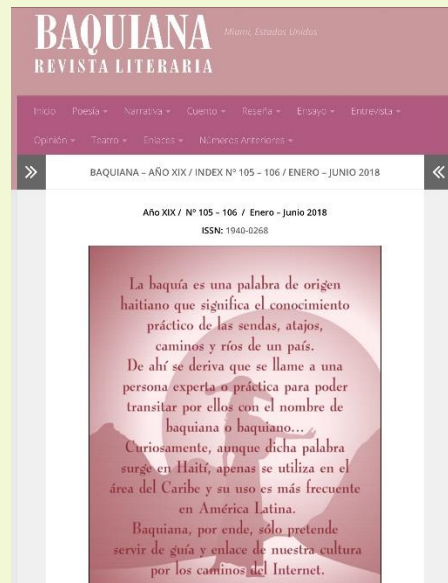 BAQUIANA
Miami, Estados Unidos
REVISTA LITERARIA
Inicio Poesía Narrativa Cuento Reseña Ensayo Entrevista
Opinión Teatro Enlaces Números Anteriores
BAQUIANA – AÑO XIX / INDEX Nº 105 – 106 / ENERO – JUNIO 2018
Año XIX / Nº 105 – 106 / Enero – Junio 2018
ISSN: 1940-0268
La baquía es una palabra de origen
haitiano que significa el conocimiento
práctico de las sendas, atajos,
caminos y ríos de un país.
De ahí se deriva que se llame a una
persona experta o práctica para poder
transitar por ellos con el nombre de
baquiana o baquiano...
Curiosamente, aunque dicha palabra
surge en Haití, apenas se utiliza en el
área del Caribe y su uso es más frecuente
en América Latina.
Baquiana, por ende, sólo pretende
servir de guía y enlace de nuestra cultura
por los caminos del Internet.